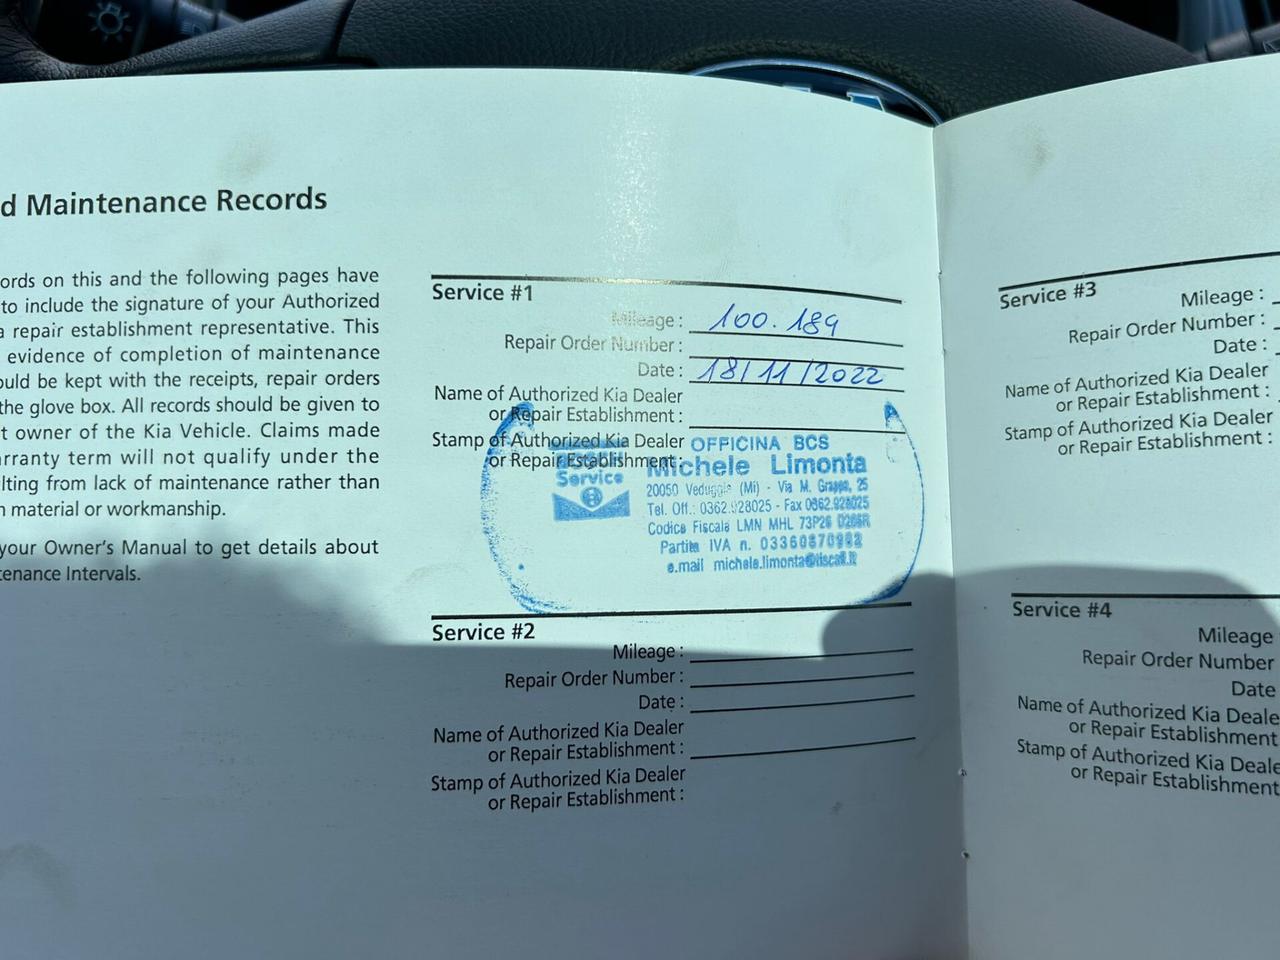 d Maintenance Records
ords on this and the following pages have
to include the signature of your Authorized
a repair establishment representative. This
evidence of completion of maintenance
ould be kept with the receipts, repair orders
the glove box. All records should be given to
t owner of the Kia Vehicle. Claims made
arranty term will not qualify under the
lting from lack of maintenance rather than
n material or workmanship.
your Owner's Manual to get details about
tenance Intervals.
Service #1
Mileage : 100.189
Repair Order Number :
Date : 18/11/2022
Name of Authorized Kia Dealer
or Repair Establishment :
Stamp of Authorized Kia Dealer
or Repair Establishment :
Service
OFFICINA BCS
Michele Limonta
20050 Veduggio (Mi) - Via M. Grappa, 25
Tel. Off.: 0362.928025 - Fax 0362.928025
Codice Fiscale LMN MHL 73P26
Partita IVA n.
e.mail michele.limonta@tiscali.it
Service #2
Mileage :
Repair Order Number :
Date :
Name of Authorized Kia Dealer
or Repair Establishment :
Stamp of Authorized Kia Dealer
or Repair Establishment :
Service #3
Mileage :
Repair Order Number :
Date :
Name of Authorized Kia Dealer
or Repair Establishment :
Stamp of Authorized Kia Dealer
or Repair Establishment :
Service #4
Mileage
Repair Order Number
Date
Name of Authorized Kia Deale
or Repair Establishment
Stamp of Authorized Kia Deale
or Repair Establishment